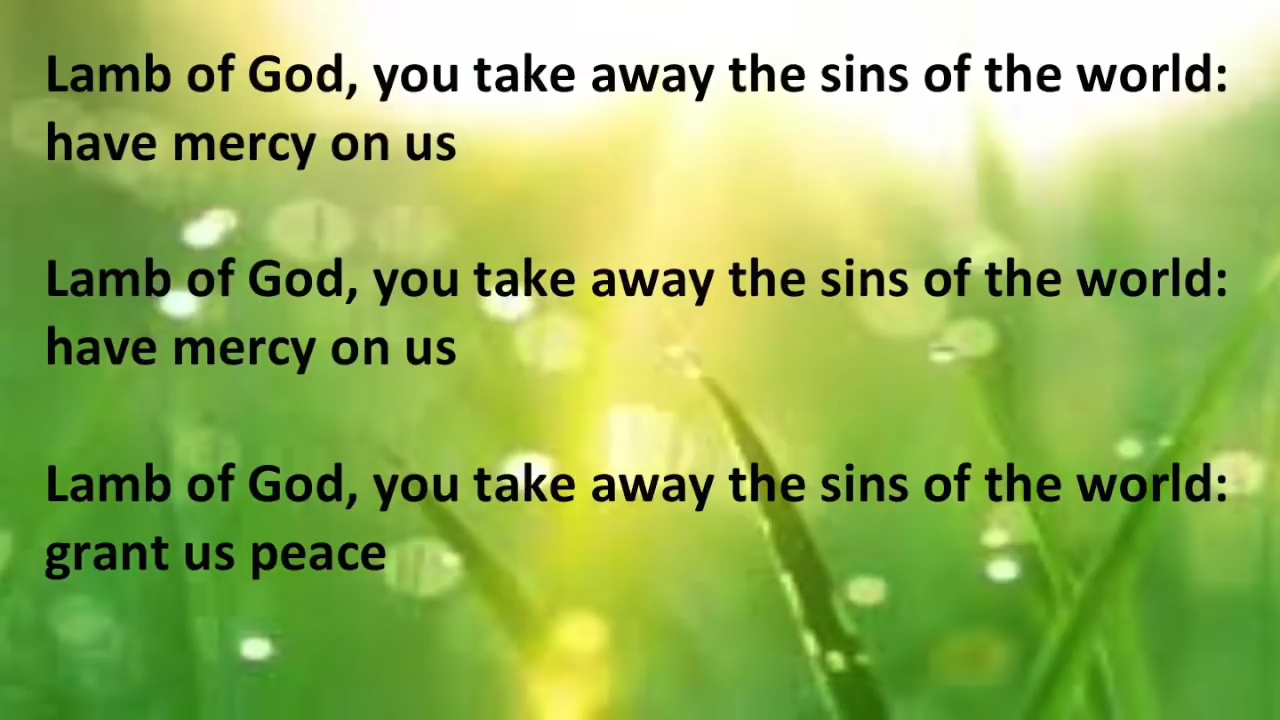 Lamb of God, you take away the sins of the world:
have mercy on us
Lamb of God, you take away the sins of the world:
have mercy on us
Lamb of God, you take away the sins of the world:
grant us peace